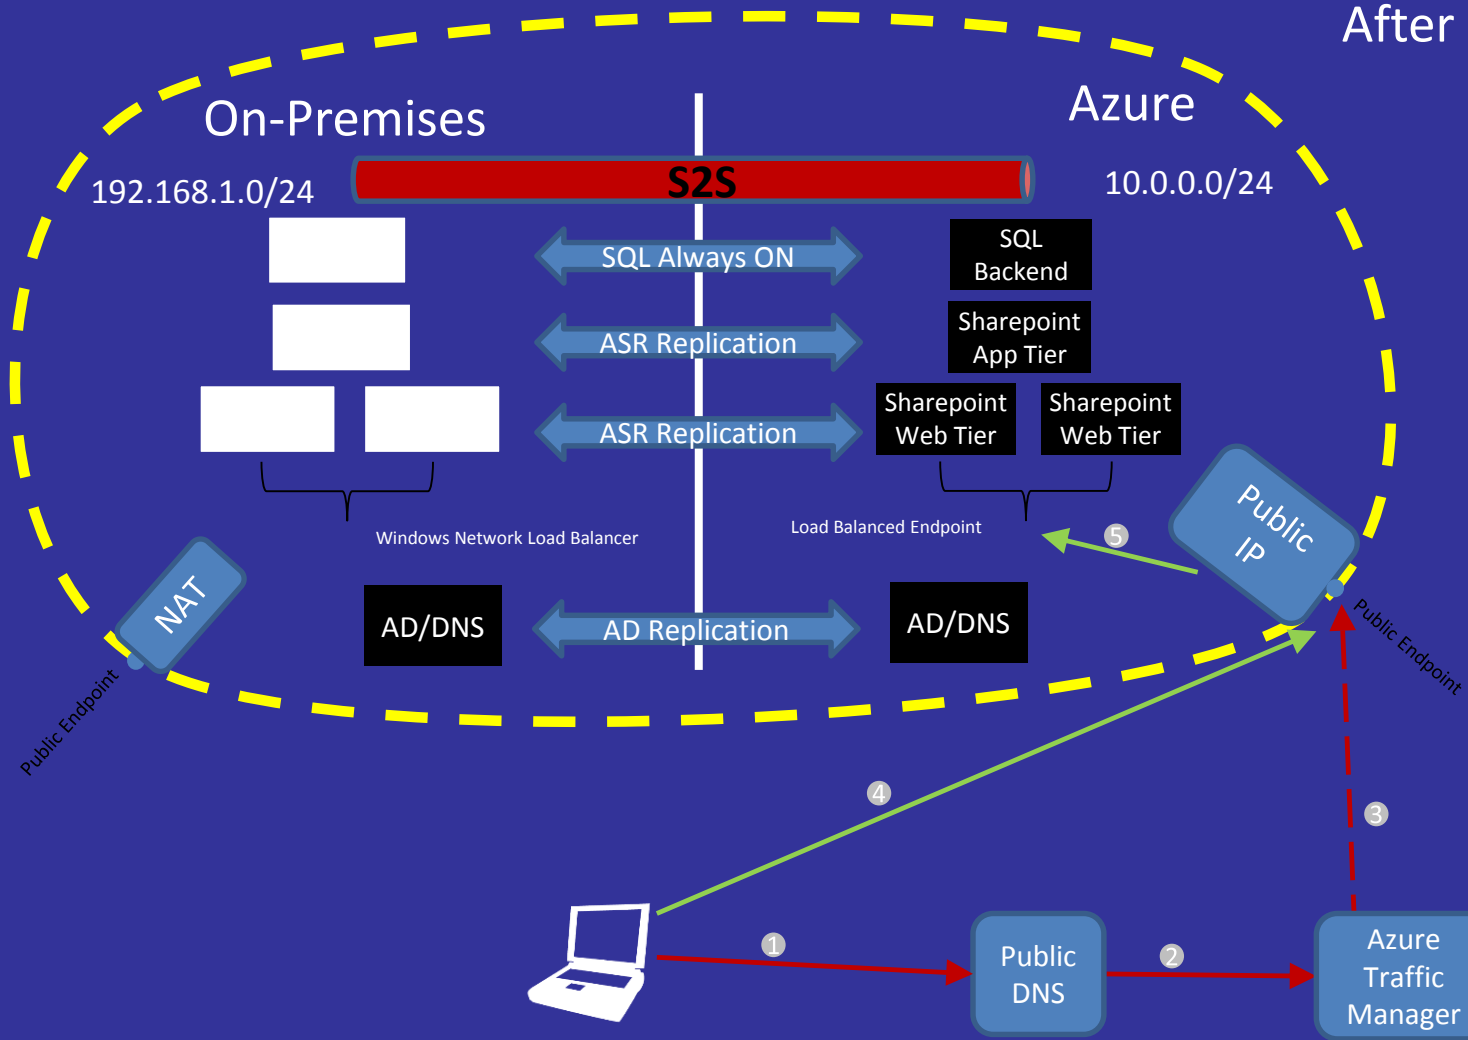 After
On-Premises
Azure
192.168.1.0/24
S2S
10.0.0.0/24
SQL Always ON
SQL
Backend
ASR Replication
Sharepoint
App Tier
ASR Replication
Sharepoint
Web Tier
Sharepoint
Web Tier
Public
IP
Windows Network Load Balancer
Load Balanced Endpoint
5
NAT
AD/DNS
AD Replication
AD/DNS
Public Endpoint
Public Endpoint
4
3
1
Public
DNS
2
Azure
Traffic
Manager